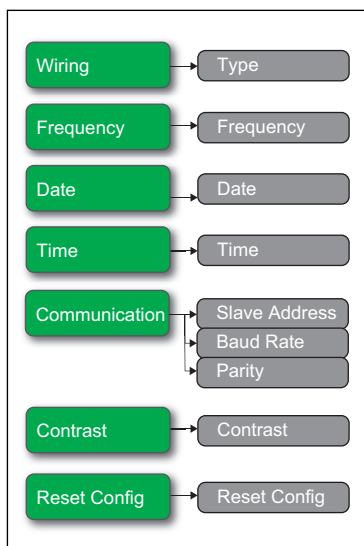 Wiring
Type
Frequency
Frequency
Date
Date
Time
Time
Communication
Slave Address
Baud Rate
Parity
Contrast
Contrast
Reset Config
Reset Config